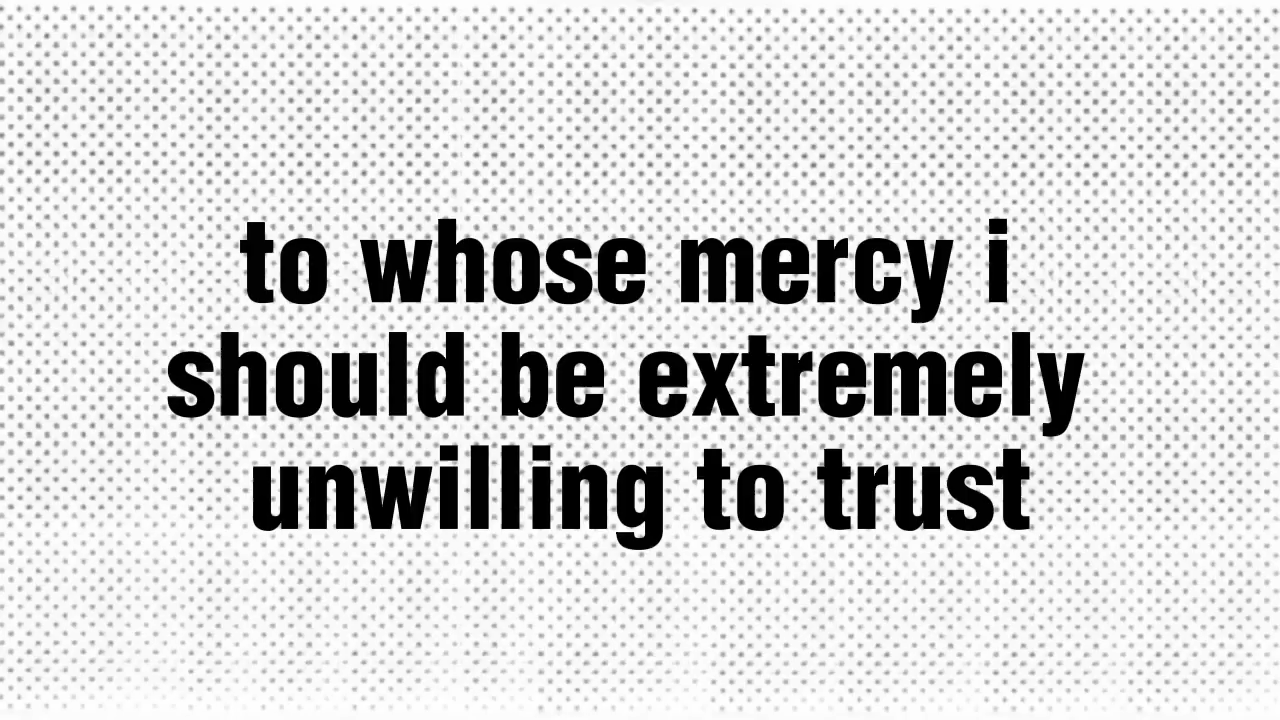 to whose mercy i
should be extremely
unwilling to trust